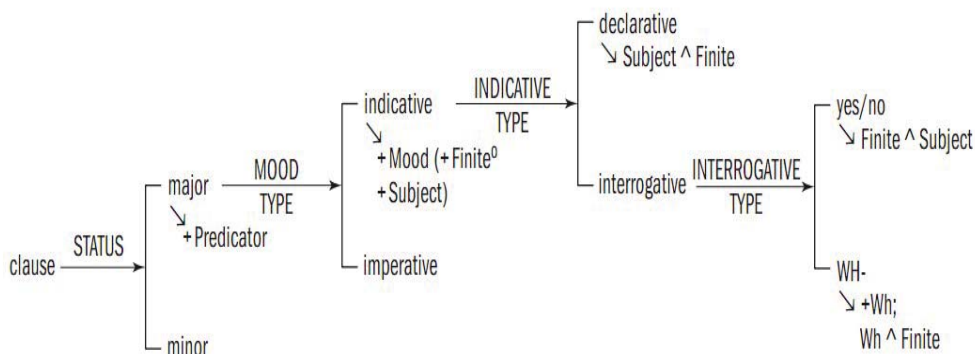 clause
STATUS
major
↘ + Predicator
minor
MOOD
TYPE
indicative
↘
+ Mood (+ Finite⁰
+ Subject)
imperative
INDICATIVE
TYPE
declarative
↘ Subject ^ Finite
interrogative
INTERROGATIVE
TYPE
yes/no
↘ Finite ^ Subject
WH-
↘ +Wh;
Wh ^ Finite